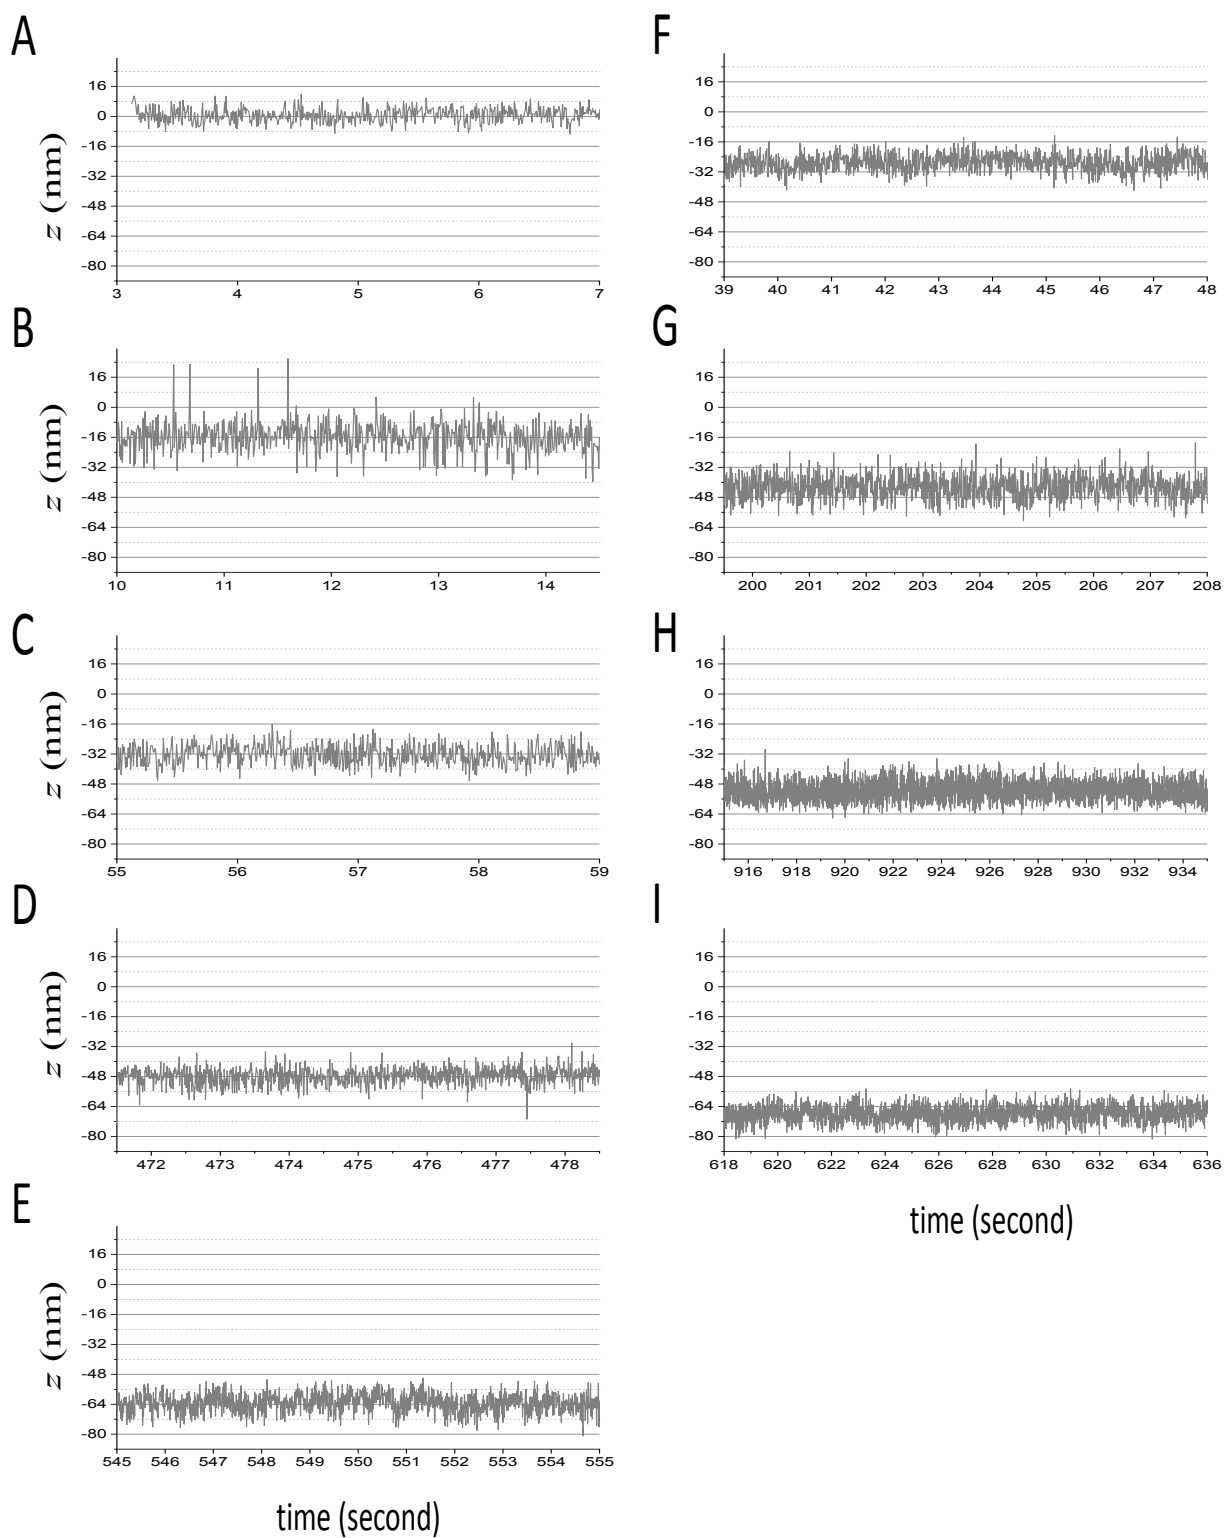 A
z (nm)
16
0
-16
-32
-48
-64
-80
3 4 5 6 7
B
z (nm)
16
0
-16
-32
-48
-64
-80
10 11 12 13 14
C
z (nm)
16
0
-16
-32
-48
-64
-80
55 56 57 58 59
D
z (nm)
16
0
-16
-32
-48
-64
-80
472 473 474 475 476 477 478
E
z (nm)
16
0
-16
-32
-48
-64
-80
545 546 547 548 549 550 551 552 553 554 555
time (second)
F
16
0
-16
-32
-48
-64
-80
39 40 41 42 43 44 45 46 47 48
G
16
0
-16
-32
-48
-64
-80
200 201 202 203 204 205 206 207 208
H
16
0
-16
-32
-48
-64
-80
916 918 920 922 924 926 928 930 932 934
I
16
0
-16
-32
-48
-64
-80
618 620 622 624 626 628 630 632 634 636
time (second)